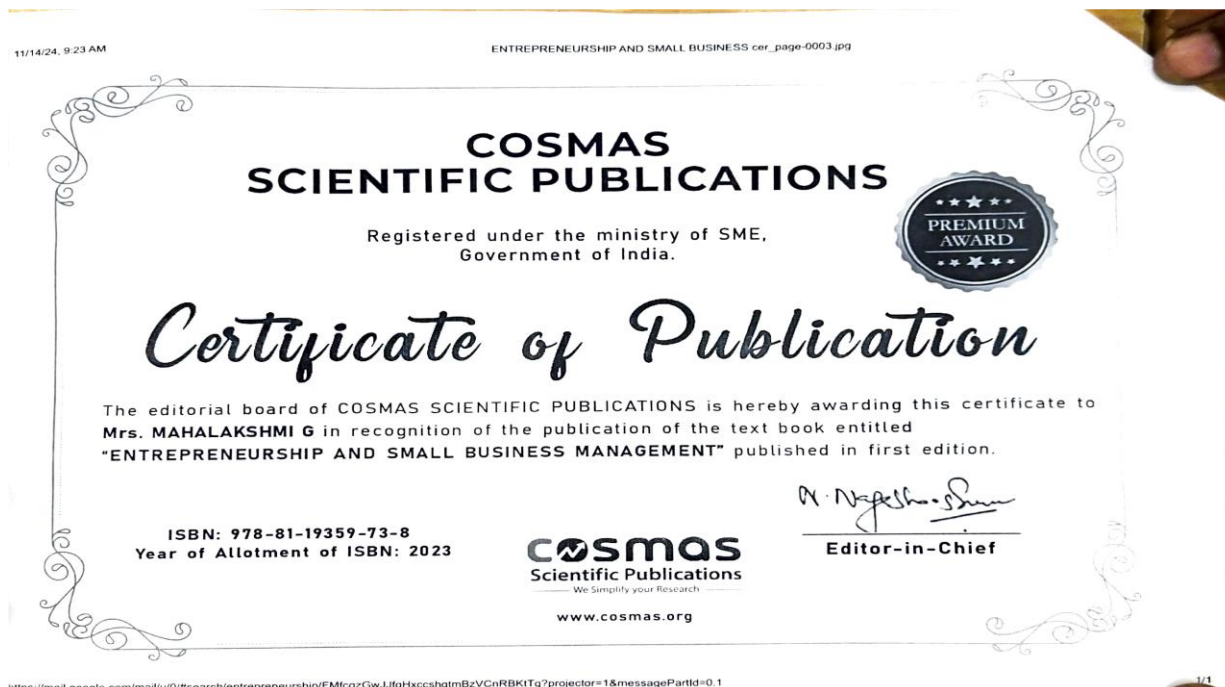 11/14/24, 9:23 AM
ENTREPRENEURSHIP AND SMALL BUSINESS cer_page-0003.jpg
COSMAS
SCIENTIFIC PUBLICATIONS
Registered under the ministry of SME,
Government of India.
PREMIUM
AWARD
Certificate of Publication
The editorial board of COSMAS SCIENTIFIC PUBLICATIONS is hereby awarding this certificate to
Mrs. MAHALAKSHMI G in recognition of the publication of the text book entitled
"ENTREPRENEURSHIP AND SMALL BUSINESS MANAGEMENT" published in first edition.
ISBN: 978-81-19359-73-8
Year of Allotment of ISBN: 2023
Editor-in-Chief
cosmas
Scientific Publications
We Simplify your Research
www.cosmas.org
1/1